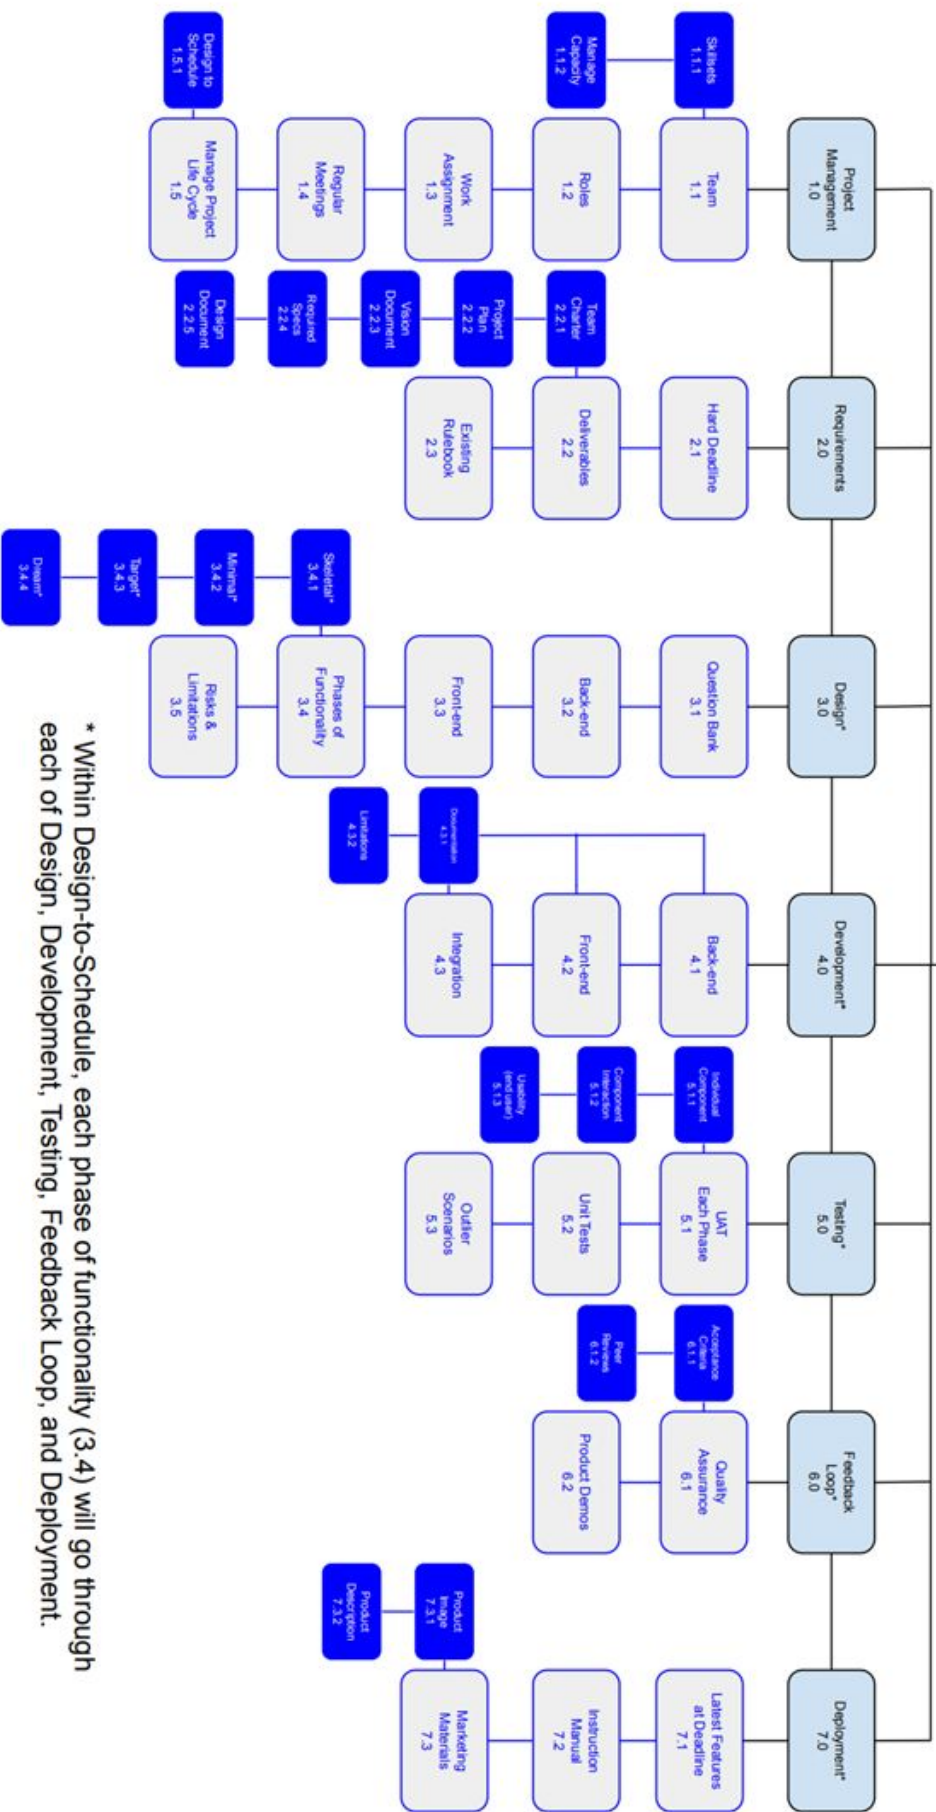 Project
Management
1.0
Requirements
2.0
Design*
3.0
Development*
4.0
Testing*
5.0
Feedback
Loop*
6.0
Deployment*
7.0
Team
1.1
Skillsets
1.1.1
Manage
Capacity
1.1.2
Roles
1.2
Work
Assignment
1.3
Regular
Meetings
1.4
Manage Project
Life Cycle
1.5
Design to
Schedule
1.5.1
Hard Deadline
2.1
Deliverables
2.2
Team
Charter
2.2.1
Project
Plan
2.2.2
Vision
Document
2.2.3
Required
Specs
2.2.4
Design
Document
2.2.5
Existing
Rulebook
2.3
Question Bank
3.1
Back-end
3.2
Front-end
3.3
Phases of
Functionality
3.4
Skeletal*
3.4.1
Minimal*
3.4.2
Target*
3.4.3
Dream*
3.4.4
Risks &
Limitations
3.5
Back-end
4.1
Front-end
4.2
Integration
4.3
Documentation
4.3.1
Limitations
4.3.2
UAT
Each Phase
5.1
Individual
Component
5.1.1
Component
Interaction
5.1.2
Usability
(end user)
5.1.3
Unit Tests
5.2
Outlier
Scenarios
5.3
Quality
Assurance
6.1
Acceptance
Criteria
6.1.1
Peer
Reviews
6.1.2
Product Demos
6.2
Latest Features
at Deadline
7.1
Instruction
Manual
7.2
Marketing
Materials
7.3
Product
Image
7.3.1
Product
Description
7.3.2
* Within Design-to-Schedule, each phase of functionality (3.4) will go through
each of Design, Development, Testing, Feedback Loop, and Deployment.